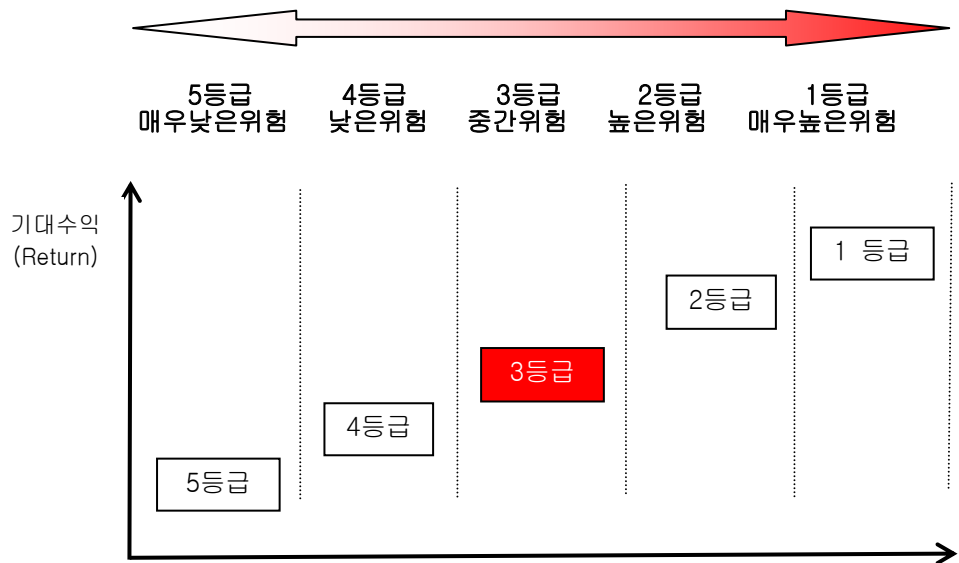 5등급 4등급 3등급 2등급 1등급
매우낮은위험 낮은위험 중간위험 높은위험 매우높은위험
기대수익
(Return)
1 등급
2등급
3등급
4등급
5등급